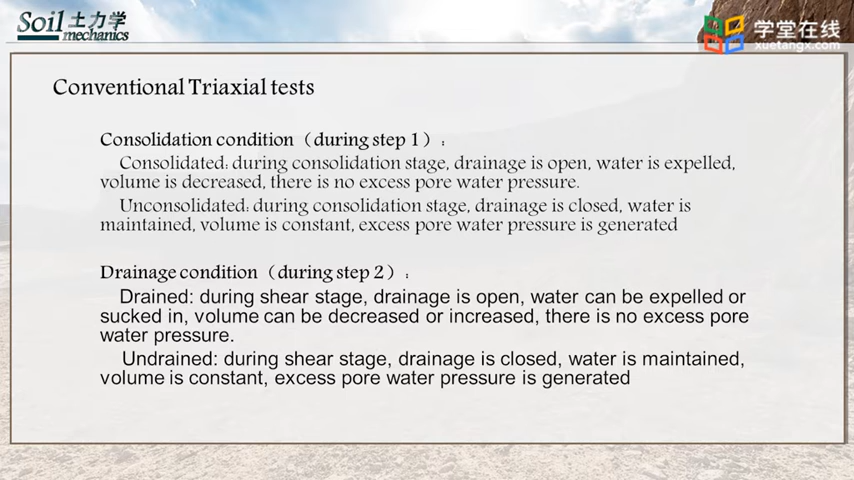 Soil 土力学
mechanics
学堂在线
xuetangx.com
Conventional Triaxial tests
Consolidation condition（during step 1）：
Consolidated: during consolidation stage, drainage is open, water is expelled,
volume is decreased, there is no excess pore water pressure.
Unconsolidated: during consolidation stage, drainage is closed, water is
maintained, volume is constant, excess pore water pressure is generated
Drainage condition（during step 2）：
Drained: during shear stage, drainage is open, water can be expelled or
sucked in, volume can be decreased or increased, there is no excess pore
water pressure.
Undrained: during shear stage, drainage is closed, water is maintained,
volume is constant, excess pore water pressure is generated